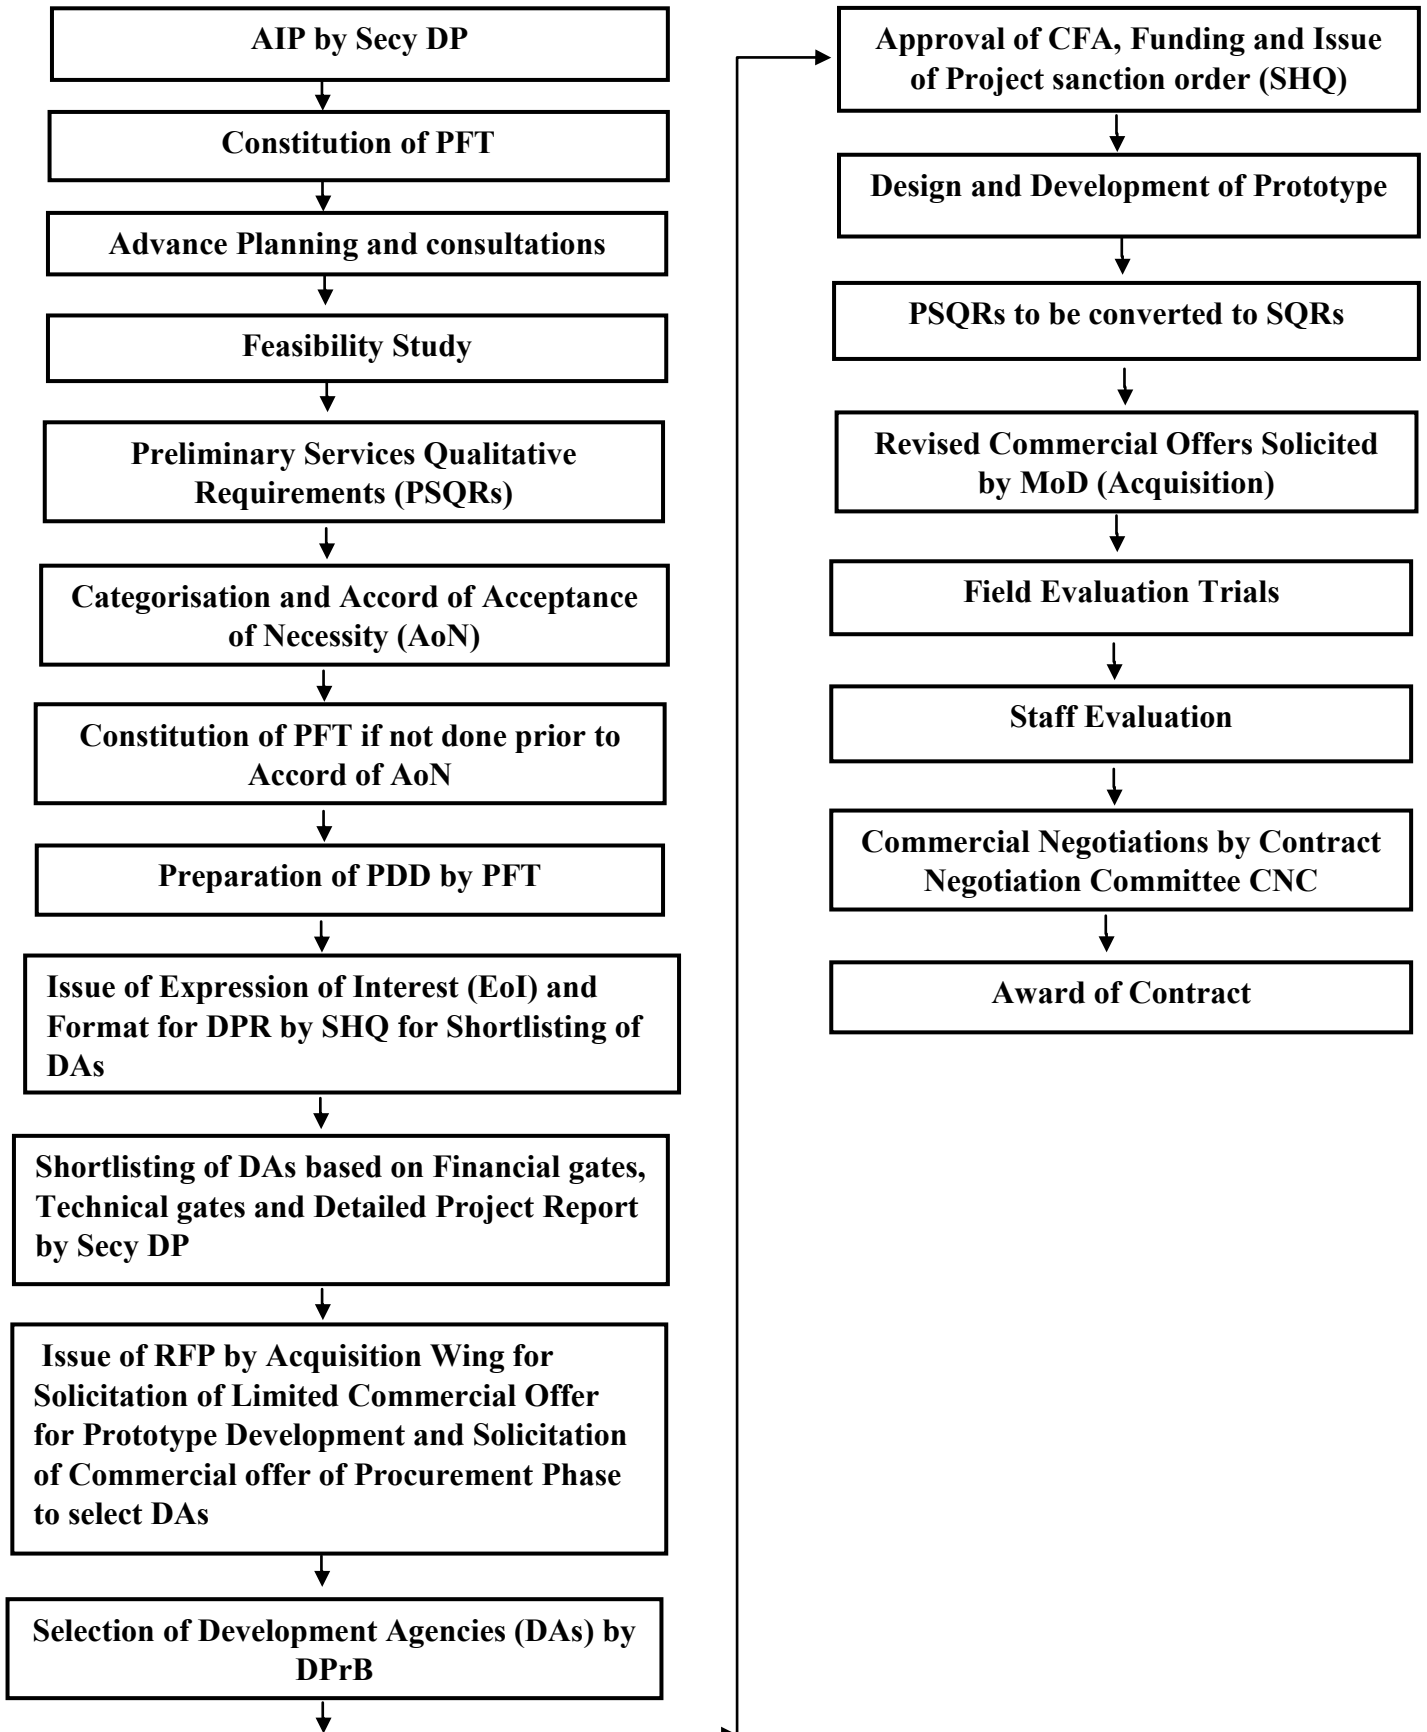 AIP by Secy DP
Constitution of PFT
Advance Planning and consultations
Feasibility Study
Preliminary Services Qualitative
Requirements (PSQRs)
Categorisation and Accord of Acceptance
of Necessity (AoN)
Constitution of PFT if not done prior to
Accord of AoN
Preparation of PDD by PFT
Issue of Expression of Interest (EoI) and
Format for DPR by SHQ for Shortlisting of
DAs
Shortlisting of DAs based on Financial gates,
Technical gates and Detailed Project Report
by Secy DP
Issue of RFP by Acquisition Wing for
Solicitation of Limited Commercial Offer
for Prototype Development and Solicitation
of Commercial offer of Procurement Phase
to select DAs
Selection of Development Agencies (DAs) by
DPrB
Approval of CFA, Funding and Issue
of Project sanction order (SHQ)
Design and Development of Prototype
PSQRs to be converted to SQRs
Revised Commercial Offers Solicited
by MoD (Acquisition)
Field Evaluation Trials
Staff Evaluation
Commercial Negotiations by Contract
Negotiation Committee CNC
Award of Contract